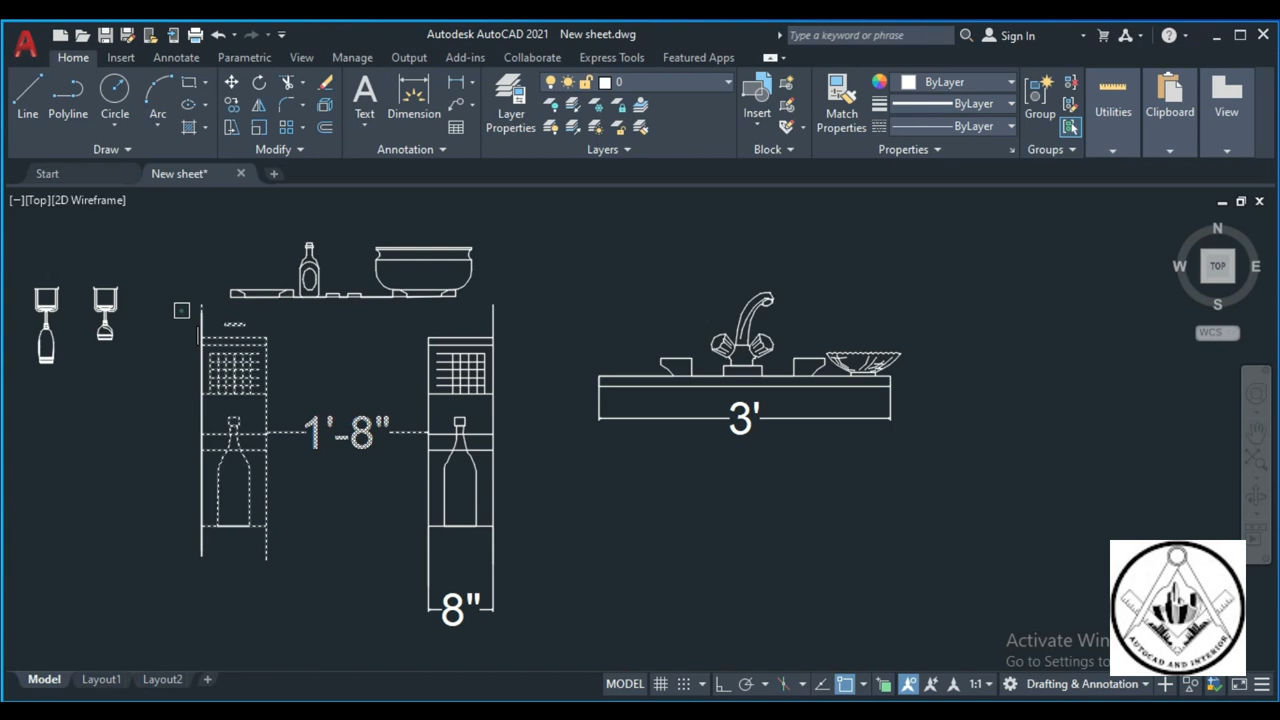 Autodesk AutoCAD 2021 New sheet.dwg
Type a keyword or phrase
Sign In
Home Insert Annotate Parametric View Manage Output Add-ins Collaborate Express Tools Featured Apps
Line Polyline Circle Arc
Text Dimension
Layer Properties
0
Insert
Match Properties
ByLayer
ByLayer
ByLayer
Group
Utilities
Clipboard
View
Draw Modify Annotation Layers Block Properties Groups
Start New sheet*
[−][Top][2D Wireframe]
N
W TOP E
S
WCS
1'-8"
3'
8"
Activate Win
Go to Settings to
AUTOCAD AND INTERIOR
Model Layout1 Layout2
MODEL 1:1 Drafting & Annotation